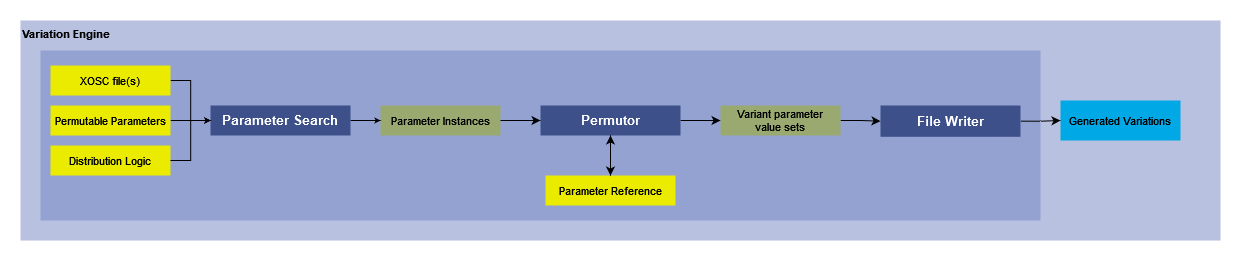 Variation Engine
XOSC file(s)
Permutable Parameters
Distribution Logic
Parameter Search
Parameter Instances
Permutor
Parameter Reference
Variant parameter
value sets
File Writer
Generated Variations